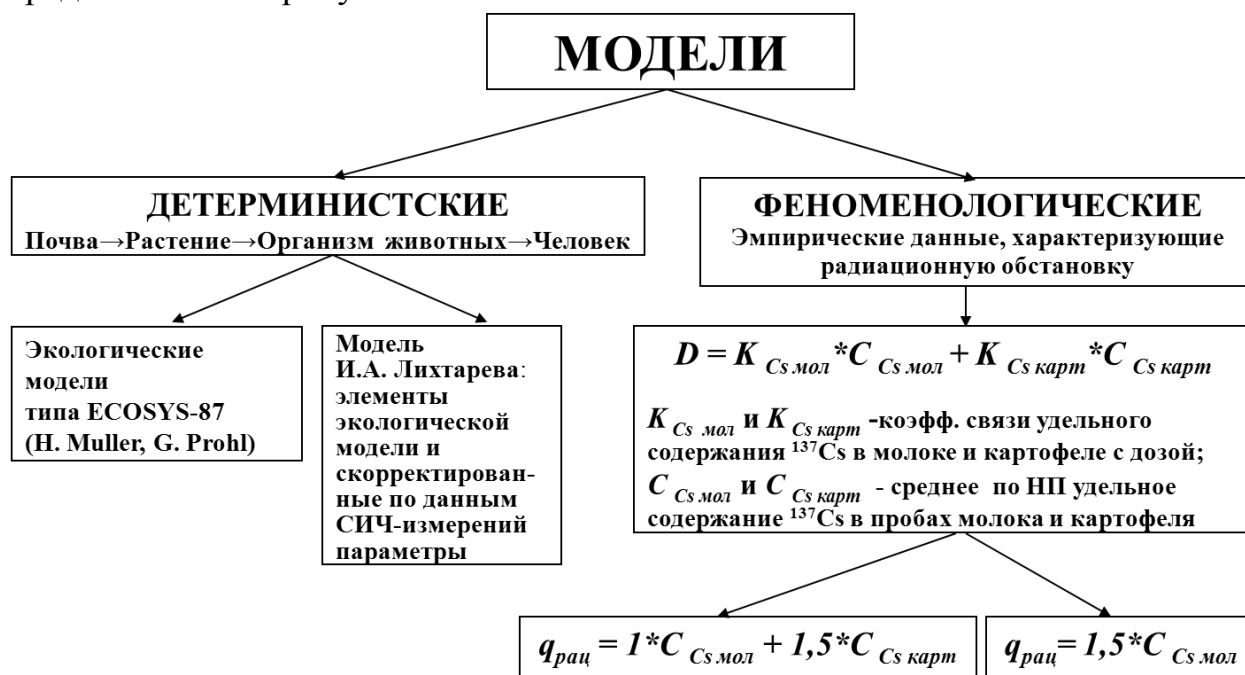 МОДЕЛИ
ДЕТЕРМИНИСТСКИЕ
Почва→Растение→Организм животных→Человек
ФЕНОМЕНОЛОГИЧЕСКИЕ
Эмпирические данные, характеризующие
радиационную обстановку
Экологические
модели
типа ECOSYS-87
(H. Muller, G. Prohl)
Модель
И.А. Лихтарева:
элементы
экологической
модели и
скорректирован-
ные по данным
СИЧ-измерений
параметры
D = K Cs мол *C Cs мол + K Cs карт *C Cs карт
K Cs мол и K Cs карт -коэфф. связи удельного
содержания ¹³⁷Cs в молоке и картофеле с дозой;
C Cs мол и C Cs карт - среднее по НП удельное
содержание ¹³⁷Cs в пробах молока и картофеля
q рац = 1*C Cs мол + 1,5*C Cs карт
q рац = 1,5*C Cs мол